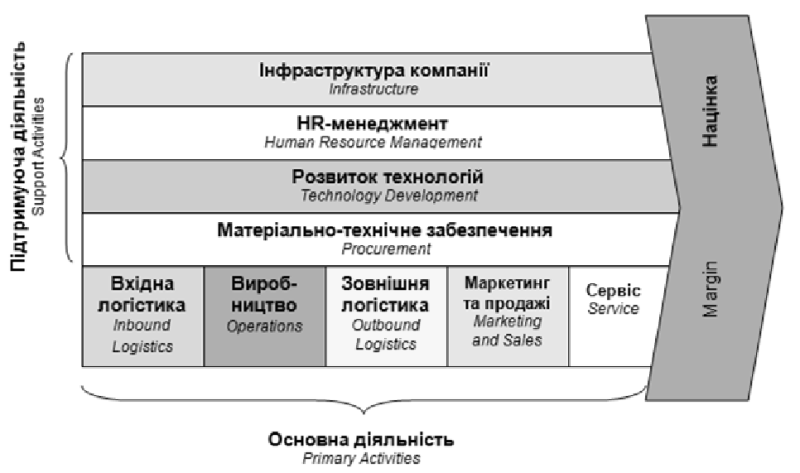 Підтримуюча діяльність
Support Activities
Інфраструктура компанії
Infrastructure
HR-менеджмент
Human Resource Management
Розвиток технологій
Technology Development
Матеріально-технічне забезпечення
Procurement
Вхідна
логістика
Inbound
Logistics
Вироб-
ництво
Operations
Зовнішня
логістика
Outbound
Logistics
Маркетинг
та продажі
Marketing
and Sales
Сервіс
Service
Націнка
Margin
Основна діяльність
Primary Activities